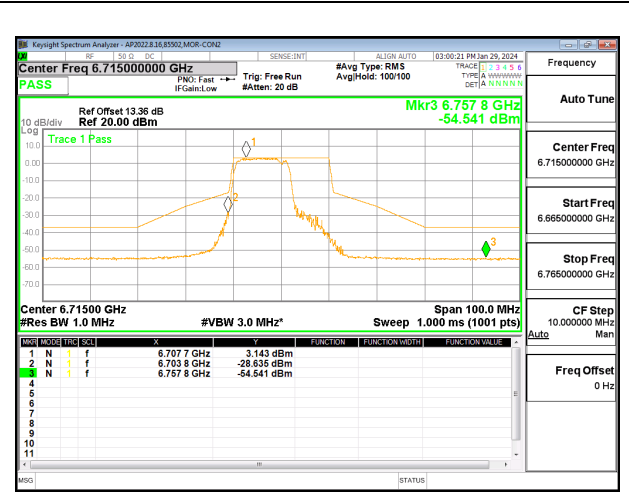 Keysight Spectrum Analyzer - AP2022.8.16,85502,MOR-CON2
LXI RF 50 Ω DC SENSE:INT ALIGN AUTO 03:00:21 PM Jan 29, 2024
Center Freq 6.715000000 GHz
PASS
PNO: Fast
IFGain:Low
Trig: Free Run
#Atten: 20 dB
#Avg Type: RMS
Avg|Hold: 100/100
TRACE 1 2 3 4 5 6
TYPE A WWWWW
DET A N N N N N
Mkr3 6.757 8 GHz
-54.541 dBm
Ref Offset 13.36 dB
Ref 20.00 dBm
10 dB/div
Log
Trace 1 Pass
10.0
0.00
-10.0
-20.0
-30.0
-40.0
-50.0
-60.0
-70.0
1
2
3
Center 6.71500 GHz Span 100.0 MHz
#Res BW 1.0 MHz #VBW 3.0 MHz* Sweep 1.000 ms (1001 pts)
MKR MODE TRC SCL X Y FUNCTION FUNCTION WIDTH FUNCTION VALUE
1 N 1 f 6.707 7 GHz 3.143 dBm
2 N 1 f 6.703 8 GHz -28.635 dBm
3 N 1 f 6.757 8 GHz -54.541 dBm
4
5
6
7
8
9
10
11
MSG STATUS
Frequency
Auto Tune
Center Freq
6.715000000 GHz
Start Freq
6.665000000 GHz
Stop Freq
6.765000000 GHz
CF Step
10.000000 MHz
Auto Man
Freq Offset
0 Hz